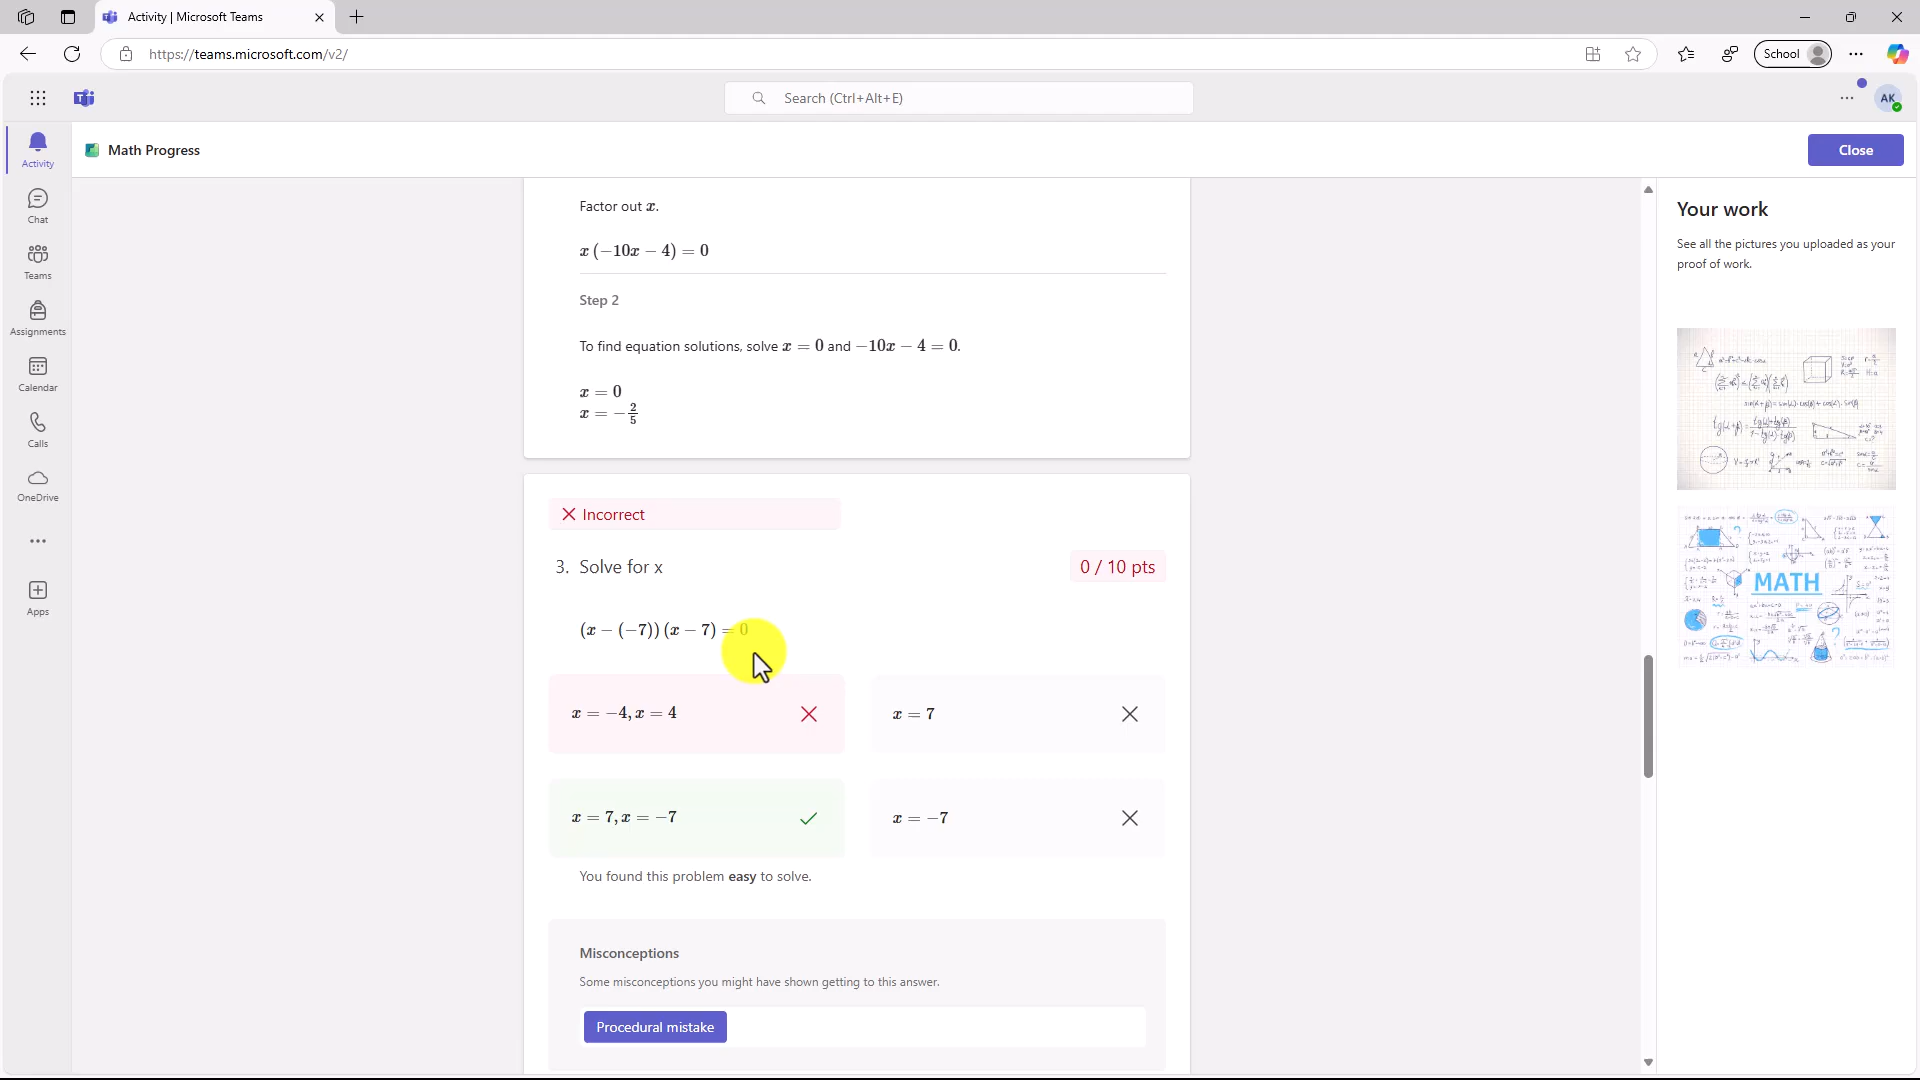 Activity | Microsoft Teams
https://teams.microsoft.com/v2/
School
Search (Ctrl+Alt+E)
AK
Activity
Chat
Teams
Assignments
Calendar
Calls
OneDrive
Apps
Math Progress
Close
Factor out x.
x (−10x − 4) = 0
Step 2
To find equation solutions, solve x = 0 and −10x − 4 = 0.
x = 0
x = −2/5
Incorrect
3. Solve for x
0 / 10 pts
(x − (−7)) (x − 7) = 0
x = −4, x = 4
x = 7
x = 7, x = −7
x = −7
You found this problem easy to solve.
Misconceptions
Some misconceptions you might have shown getting to this answer.
Procedural mistake
Your work
See all the pictures you uploaded as your
proof of work.
MATH